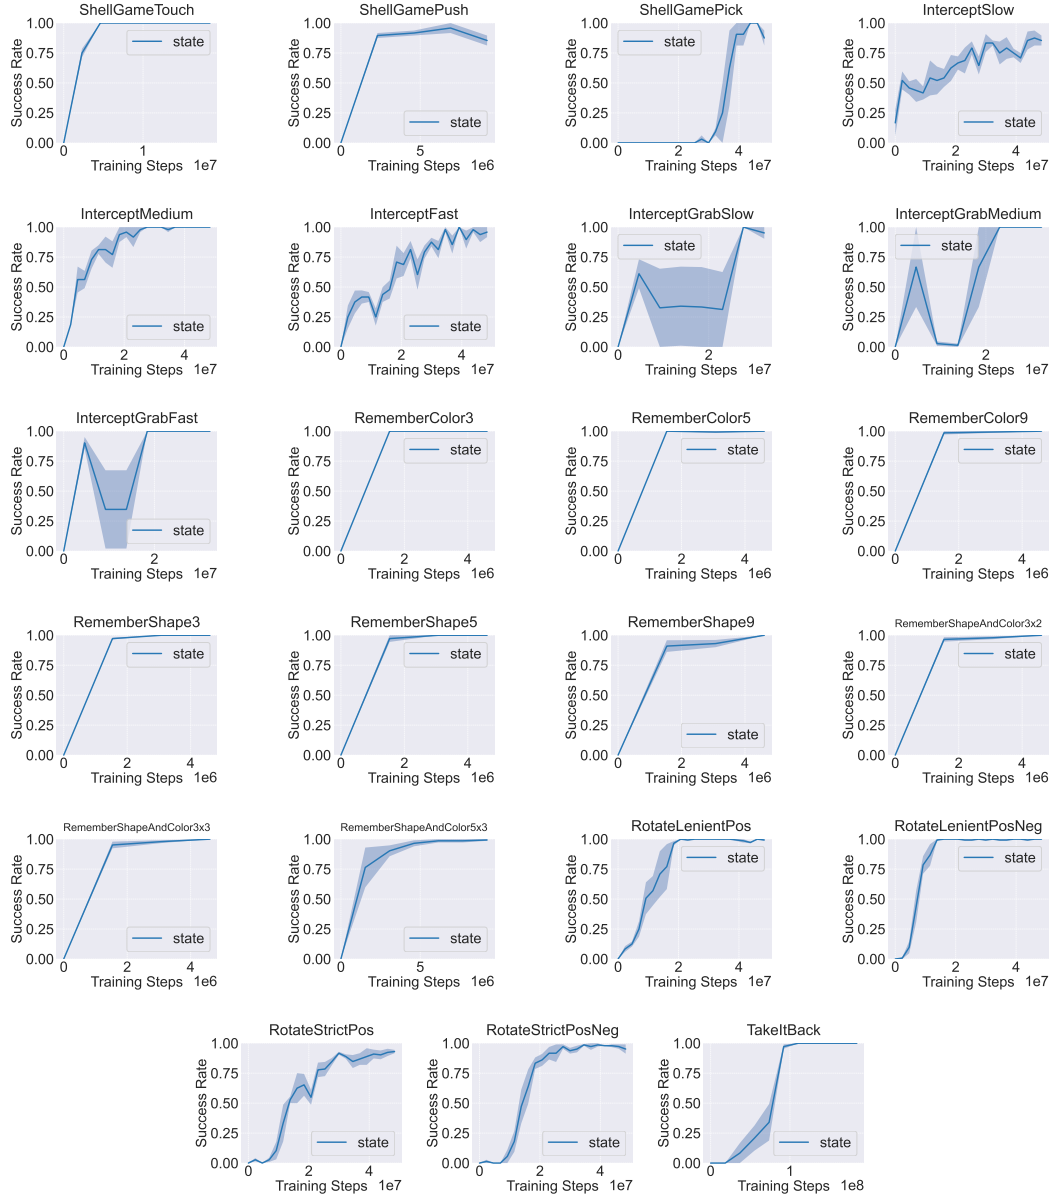 ShellGameTouch
1.00
0.75
0.50
0.25
0.00
Success Rate
state
0 1
Training Steps 1e7
ShellGamePush
1.00
0.75
0.50
0.25
0.00
Success Rate
state
0 5
Training Steps 1e6
ShellGamePick
1.00
0.75
0.50
0.25
0.00
Success Rate
state
0 2 4
Training Steps 1e7
InterceptSlow
1.00
0.75
0.50
0.25
0.00
Success Rate
state
0 2 4
Training Steps 1e7
InterceptMedium
1.00
0.75
0.50
0.25
0.00
Success Rate
state
0 2 4
Training Steps 1e7
InterceptFast
1.00
0.75
0.50
0.25
0.00
Success Rate
state
0 2 4
Training Steps 1e7
InterceptGrabSlow
1.00
0.75
0.50
0.25
0.00
Success Rate
state
0 2
Training Steps 1e7
InterceptGrabMedium
1.00
0.75
0.50
0.25
0.00
Success Rate
state
0 2
Training Steps 1e7
InterceptGrabFast
1.00
0.75
0.50
0.25
0.00
Success Rate
state
0 2
Training Steps 1e7
RememberColor3
1.00
0.75
0.50
0.25
0.00
Success Rate
state
0 2 4
Training Steps 1e6
RememberColor5
1.00
0.75
0.50
0.25
0.00
Success Rate
state
0 2 4
Training Steps 1e6
RememberColor9
1.00
0.75
0.50
0.25
0.00
Success Rate
state
0 2 4
Training Steps 1e6
RememberShape3
1.00
0.75
0.50
0.25
0.00
Success Rate
state
0 2 4
Training Steps 1e6
RememberShape5
1.00
0.75
0.50
0.25
0.00
Success Rate
state
0 2 4
Training Steps 1e6
RememberShape9
1.00
0.75
0.50
0.25
0.00
Success Rate
state
0 2 4
Training Steps 1e6
RememberShapeAndColor3x2
1.00
0.75
0.50
0.25
0.00
Success Rate
state
0 2 4
Training Steps 1e6
RememberShapeAndColor3x3
1.00
0.75
0.50
0.25
0.00
Success Rate
state
0 2 4
Training Steps 1e6
RememberShapeAndColor5x3
1.00
0.75
0.50
0.25
0.00
Success Rate
state
0 5
Training Steps 1e6
RotateLenientPos
1.00
0.75
0.50
0.25
0.00
Success Rate
state
0 2 4
Training Steps 1e7
RotateLenientPosNeg
1.00
0.75
0.50
0.25
0.00
Success Rate
state
0 2 4
Training Steps 1e7
RotateStrictPos
1.00
0.75
0.50
0.25
0.00
Success Rate
state
0 2 4
Training Steps 1e7
RotateStrictPosNeg
1.00
0.75
0.50
0.25
0.00
Success Rate
state
0 2 4
Training Steps 1e7
TakeItBack
1.00
0.75
0.50
0.25
0.00
Success Rate
state
0 1
Training Steps 1e8